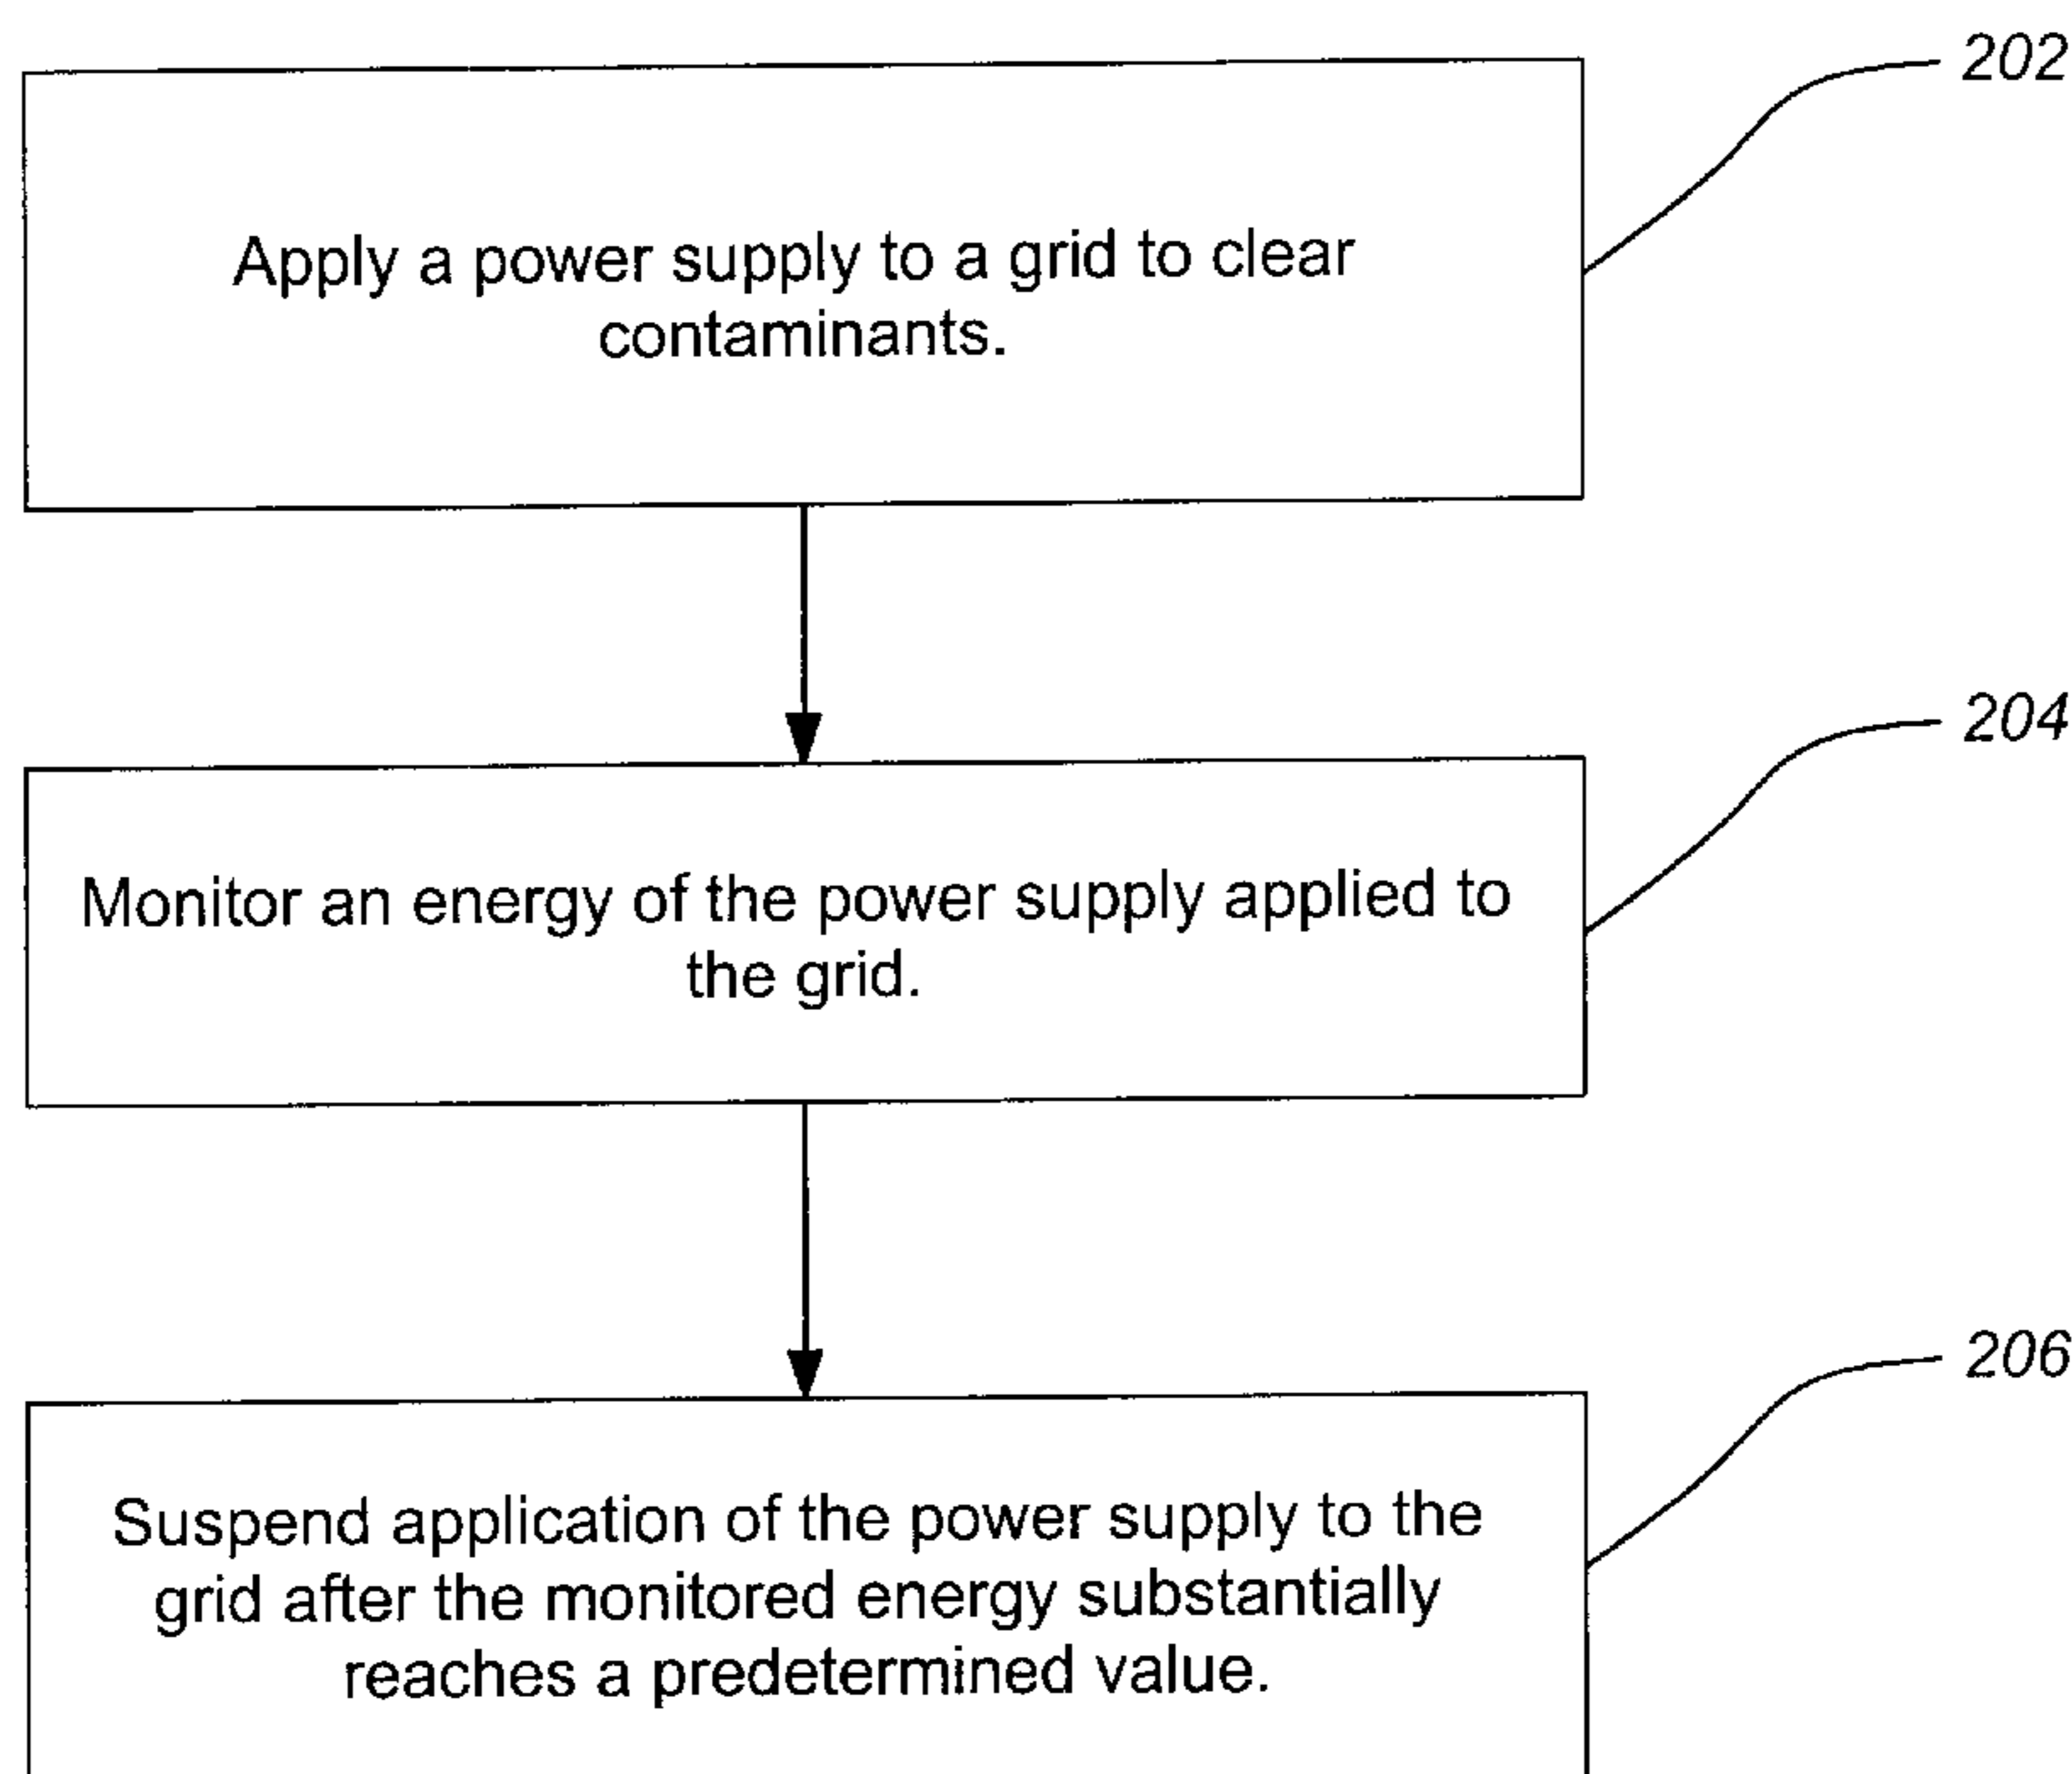 202
Apply a power supply to a grid to clear
contaminants.
204
Monitor an energy of the power supply applied to
the grid.
206
Suspend application of the power supply to the
grid after the monitored energy substantially
reaches a predetermined value.